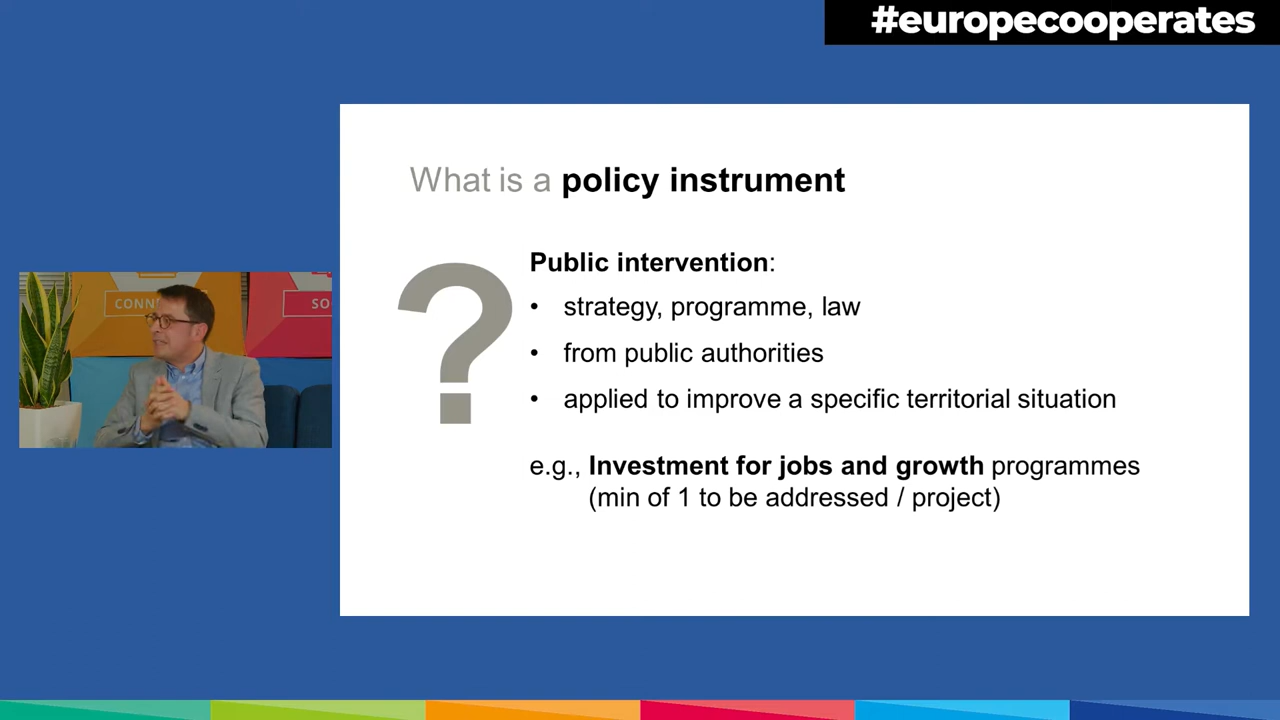 #europecooperates
What is a policy instrument
?
Public intervention:
• strategy, programme, law
• from public authorities
• applied to improve a specific territorial situation
e.g., Investment for jobs and growth programmes
(min of 1 to be addressed / project)
SO